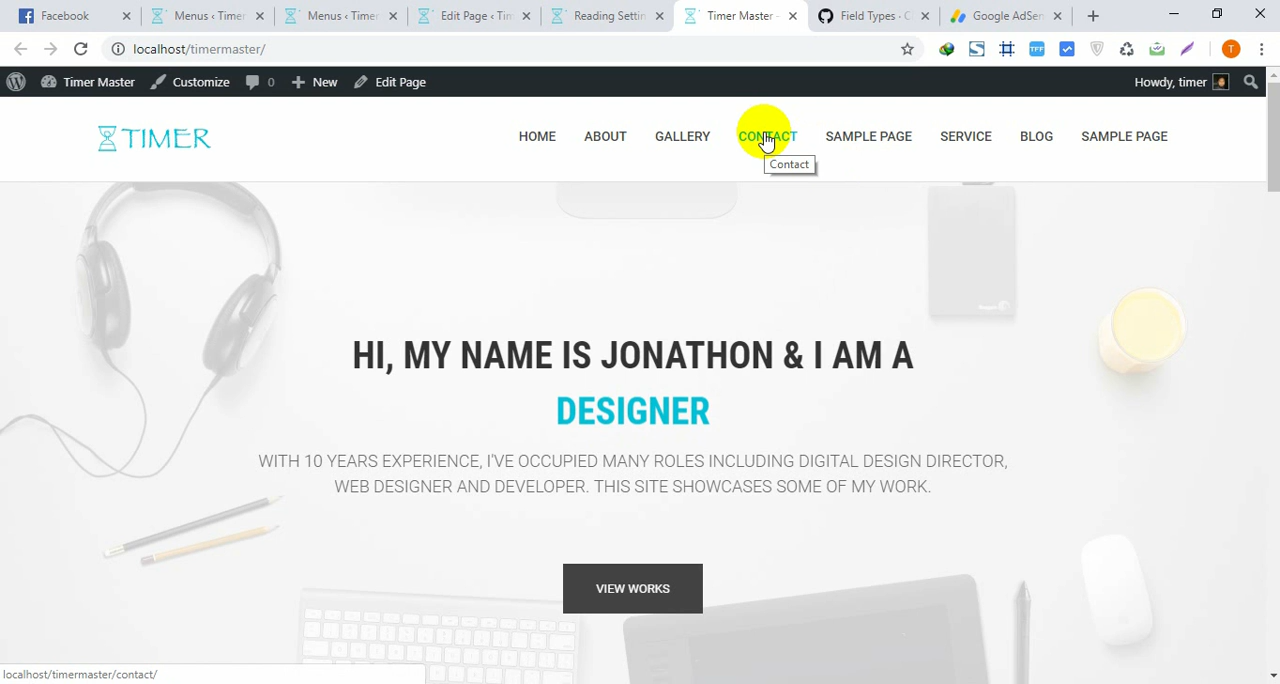 Facebook
Menus ‹ Timer
Menus ‹ Timer
Edit Page ‹ Tim
Reading Settin
Timer Master -
Field Types · C
Google AdSen
localhost/timermaster/
TFF
T
Timer Master
Customize
0
New
Edit Page
Howdy, timer
TIMER
HOME
ABOUT
GALLERY
CONTACT
SAMPLE PAGE
SERVICE
BLOG
SAMPLE PAGE
Contact
HI, MY NAME IS JONATHON & I AM A
DESIGNER
WITH 10 YEARS EXPERIENCE, I'VE OCCUPIED MANY ROLES INCLUDING DIGITAL DESIGN DIRECTOR,
WEB DESIGNER AND DEVELOPER. THIS SITE SHOWCASES SOME OF MY WORK.
VIEW WORKS
localhost/timermaster/contact/